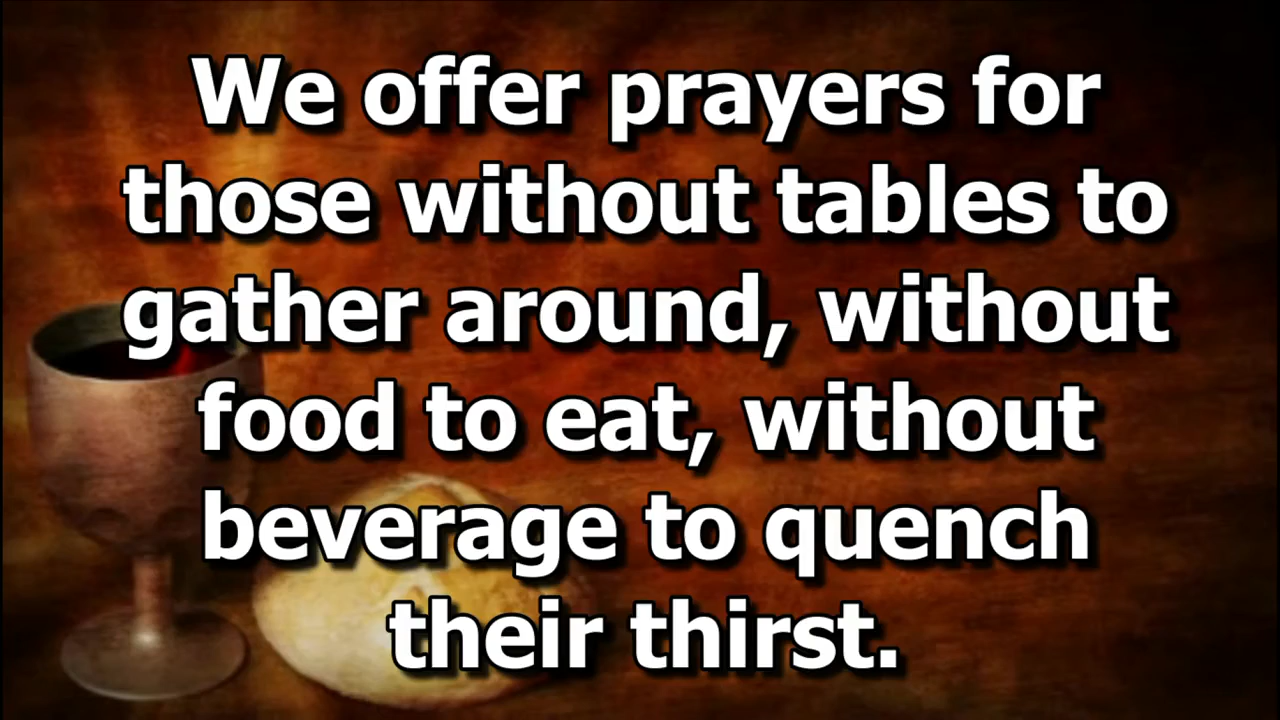 We offer prayers for
those without tables to
gather around, without
food to eat, without
beverage to quench
their thirst.